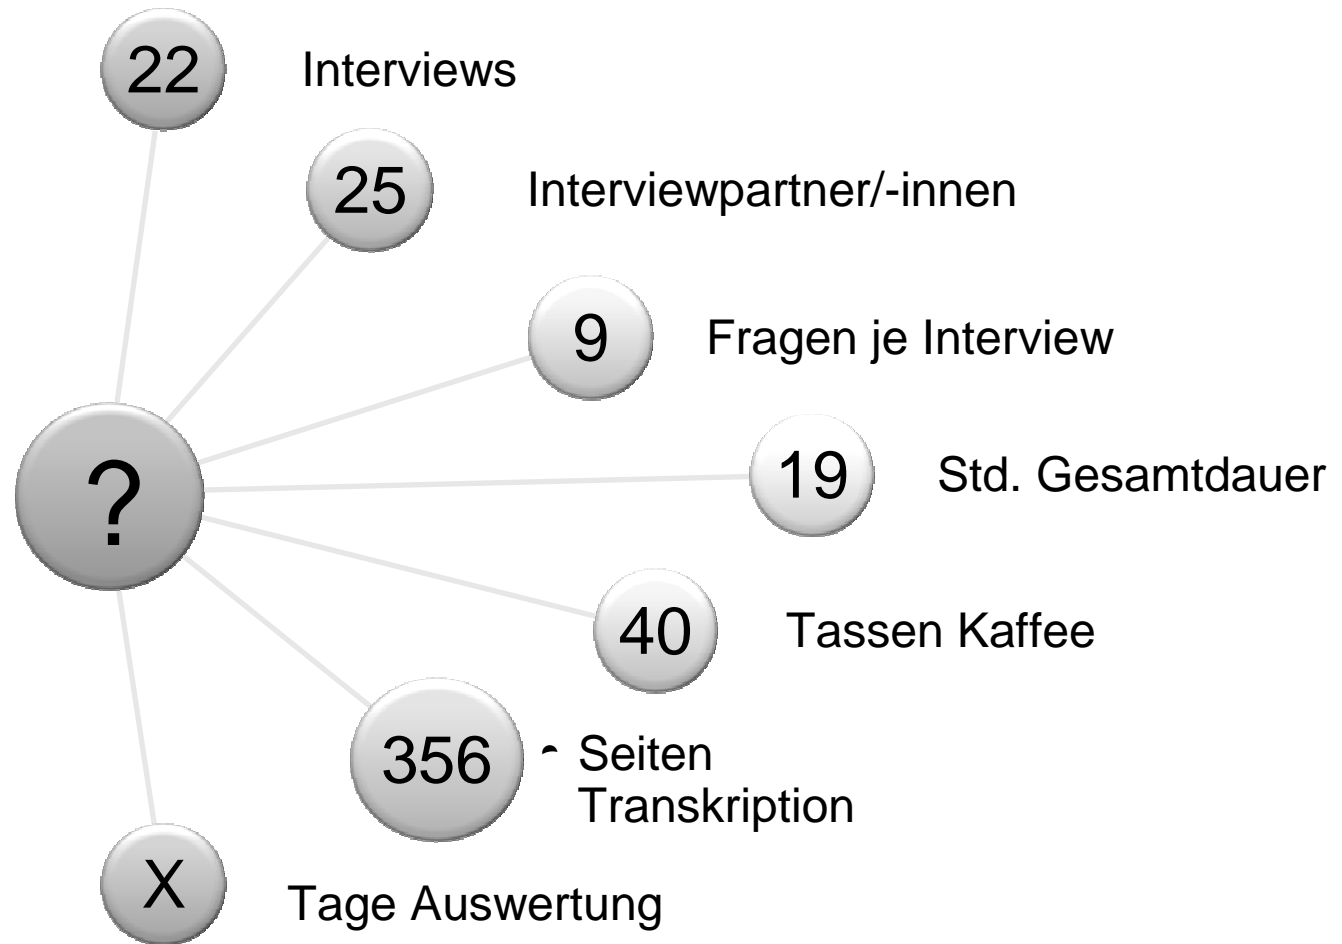 22 Interviews
25 Interviewpartner/-innen
9 Fragen je Interview
19 Std. Gesamtdauer
?
40 Tassen Kaffee
356 Seiten
Transkription
X Tage Auswertung